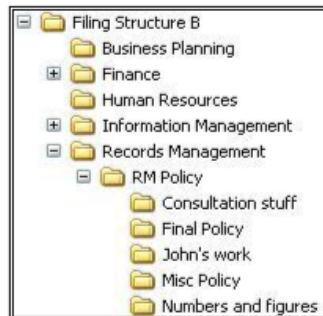 Filing Structure B
Business Planning
Finance
Human Resources
Information Management
Records Management
RM Policy
Consultation stuff
Final Policy
John's work
Misc Policy
Numbers and figures